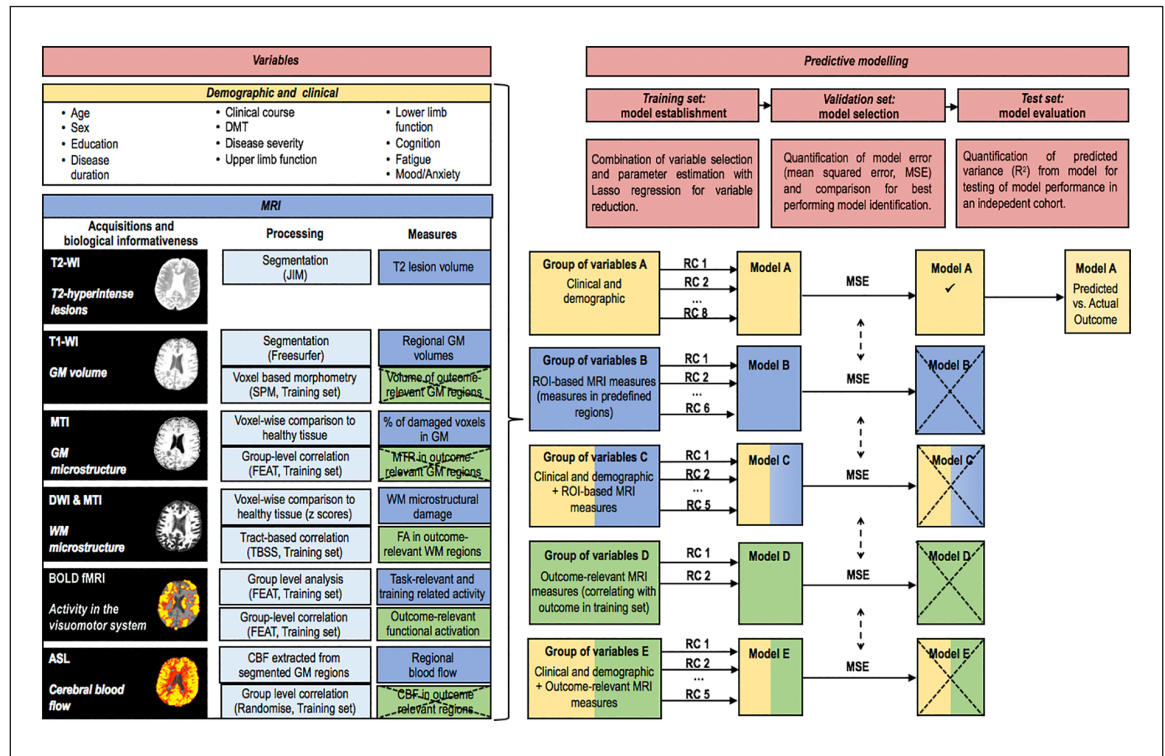 Variables
Demographic and clinical
• Age
• Sex
• Education
• Disease
duration
• Clinical course
• DMT
• Disease severity
• Upper limb function
• Lower limb
function
• Cognition
• Fatigue
• Mood/Anxiety
MRI
Acquisitions and
biological informativeness
Processing
Measures
T2-WI
T2-hyperintense
lesions
Segmentation
(JIM)
T2 lesion volume
T1-WI
GM volume
Segmentation
(Freesurfer)
Regional GM
volumes
Voxel based morphometry
(SPM, Training set)
Volume of outcome-
relevant GM regions
MTI
GM
microstructure
Voxel-wise comparison to
healthy tissue
% of damaged voxels
in GM
Group-level correlation
(FEAT, Training set)
MTR in outcome-
relevant GM regions
DWI & MTI
WM
microstructure
Voxel-wise comparison to
healthy tissue (z scores)
WM microstructural
damage
Tract-based correlation
(TBSS, Training set)
FA in outcome-
relevant WM regions
BOLD fMRI
Activity in the
visuomotor system
Group level analysis
(FEAT, Training set)
Task-relevant and
training related activity
Group-level correlation
(FEAT, Training set)
Outcome-relevant
functional activation
ASL
Cerebral blood
flow
CBF extracted from
segmented GM regions
Regional
blood flow
Group level correlation
(Randomise, Training set)
CBF in outcome
relevant regions
Predictive modelling
Training set:
model establishment
Validation set:
model selection
Test set:
model evaluation
Combination of variable selection
and parameter estimation with
Lasso regression for variable
reduction.
Quantification of model error
(mean squared error, MSE)
and comparison for best
performing model identification.
Quantification of predicted
variance (R²) from model for
testing of model performance in
an indepedent cohort.
Group of variables A
Clinical and
demographic
RC 1
RC 2
...
RC 8
Model A
MSE
Model A
✓
Model A
Predicted
vs. Actual
Outcome
Group of variables B
ROI-based MRI measures
(measures in predefined
regions)
RC 1
RC 2
...
RC 6
Model B
MSE
Model B
Group of variables C
Clinical and demographic
+ ROI-based MRI
measures
RC 1
RC 2
...
RC 5
Model C
MSE
Model C
Group of variables D
Outcome-relevant MRI
measures (correlating with
outcome in training set)
RC 1
RC 2
Model D
MSE
Model D
Group of variables E
Clinical and demographic
+ Outcome-relevant MRI
measures
RC 1
RC 2
...
RC 5
Model E
MSE
Model E